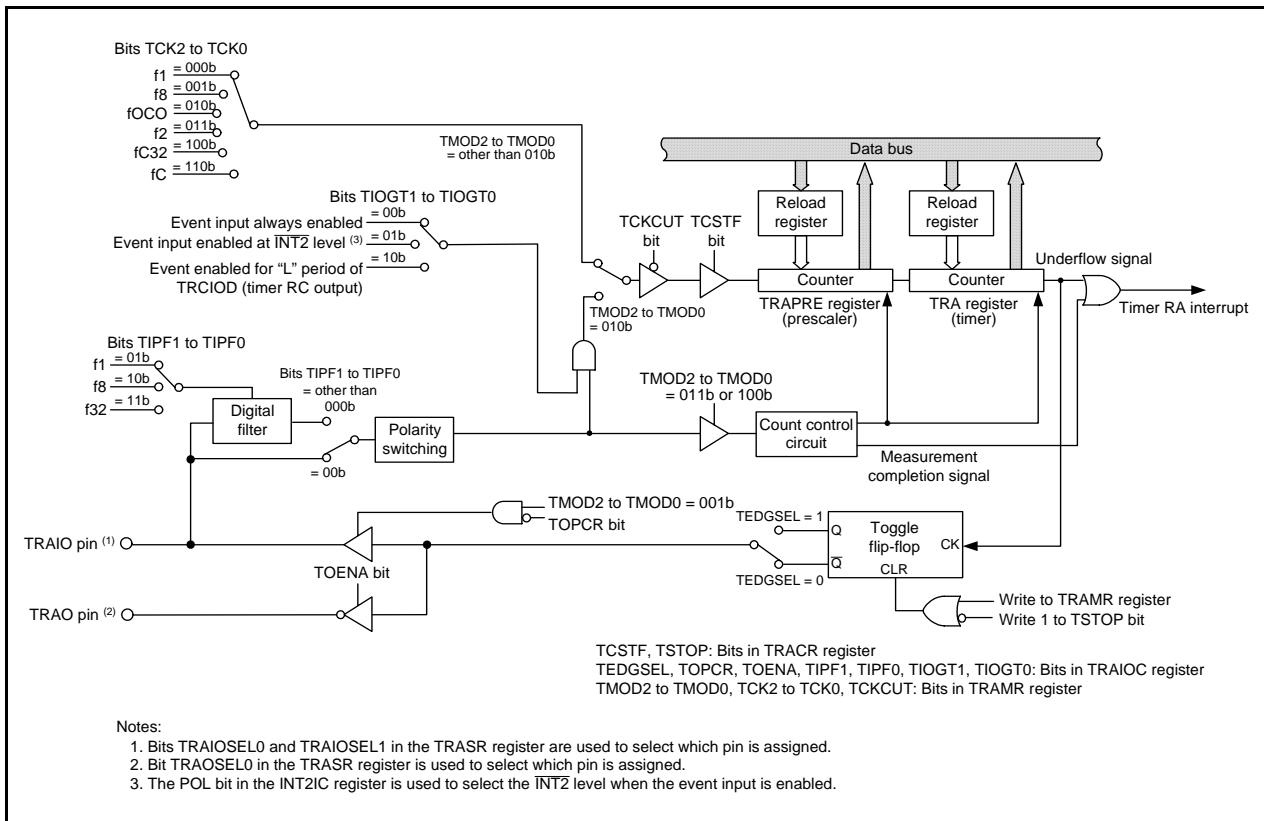 Bits TCK2 to TCK0
f1 = 000b
f8 = 001b
fOCO = 010b
f2 = 011b
fC32 = 100b
fC = 110b
TMOD2 to TMOD0
= other than 010b
Data bus
Reload
register
Reload
register
Bits TIOGT1 to TIOGT0
Event input always enabled = 00b
Event input enabled at INT2 level (3) = 01b
Event enabled for “L” period of = 10b
TRCIOD (timer RC output)
TCKCUT
bit
TCSTF
bit
Counter
TRAPRE register
(prescaler)
Counter
TRA register
(timer)
Underflow signal
Timer RA interrupt
TMOD2 to TMOD0
= 010b
Bits TIPF1 to TIPF0
f1 = 01b
f8 = 10b
f32 = 11b
Digital
filter
Bits TIPF1 to TIPF0
= other than
000b
= 00b
Polarity
switching
TMOD2 to TMOD0
= 011b or 100b
Count control
circuit
Measurement
completion signal
TMOD2 to TMOD0 = 001b
TOPCR bit
TRAIO pin (1)
TOENA bit
TRAO pin (2)
TEDGSEL = 1
TEDGSEL = 0
Q
Q
Toggle
flip-flop
CK
CLR
Write to TRAMR register
Write 1 to TSTOP bit
TCSTF, TSTOP: Bits in TRACR register
TEDGSEL, TOPCR, TOENA, TIPF1, TIPF0, TIOGT1, TIOGT0: Bits in TRAIOC register
TMOD2 to TMOD0, TCK2 to TCK0, TCKCUT: Bits in TRAMR register
Notes:
1. Bits TRAIOSEL0 and TRAIOSEL1 in the TRASR register are used to select which pin is assigned.
2. Bit TRAOSEL0 in the TRASR register is used to select which pin is assigned.
3. The POL bit in the INT2IC register is used to select the INT2 level when the event input is enabled.